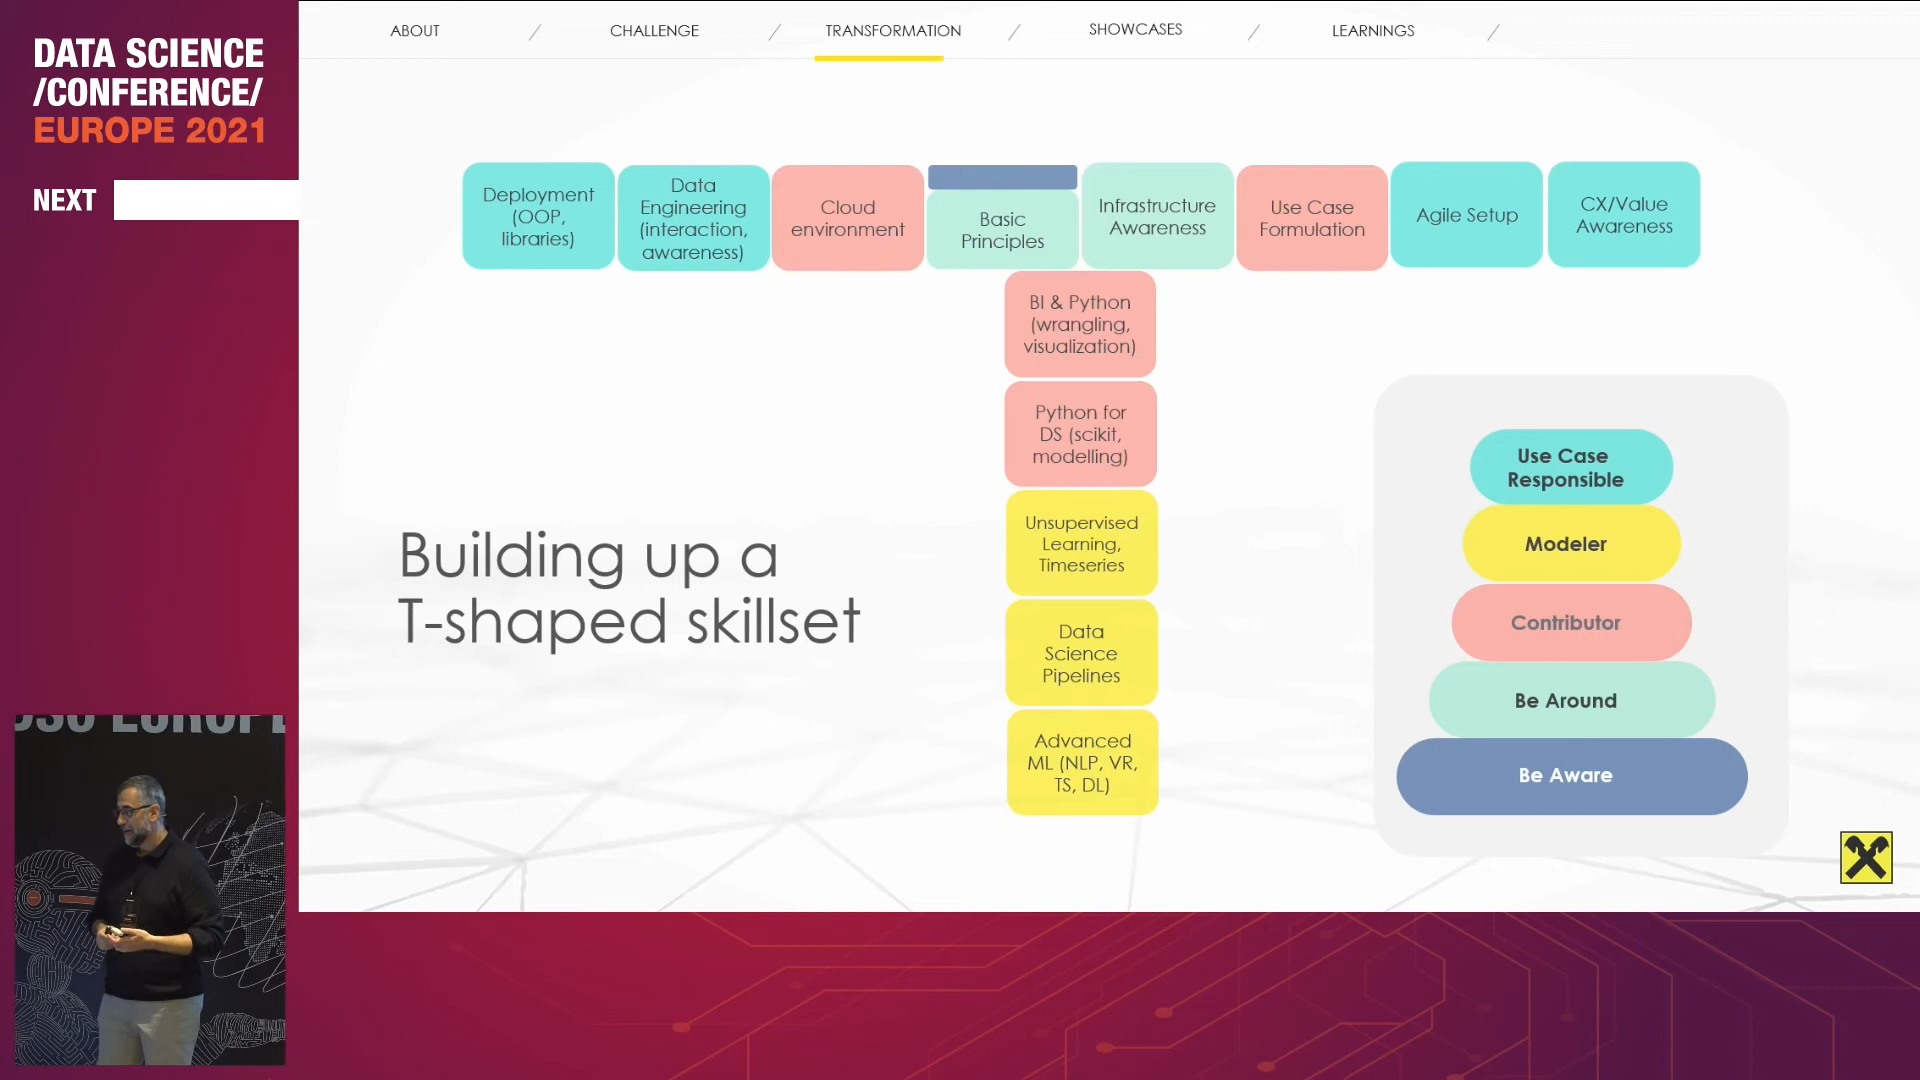 DATA SCIENCE
/CONFERENCE/
EUROPE 2021
NEXT
ABOUT / CHALLENGE / TRANSFORMATION / SHOWCASES / LEARNINGS /
Deployment
(OOP,
libraries)
Data
Engineering
(interaction,
awareness)
Cloud
environment
Basic
Principles
Infrastructure
Awareness
Use Case
Formulation
Agile Setup
CX/Value
Awareness
BI & Python
(wrangling,
visualization)
Python for
DS (scikit,
modelling)
Unsupervised
Learning,
Timeseries
Data
Science
Pipelines
Advanced
ML (NLP, VR,
TS, DL)
Building up a
T-shaped skillset
Use Case
Responsible
Modeler
Contributor
Be Around
Be Aware
DSC EUROPE